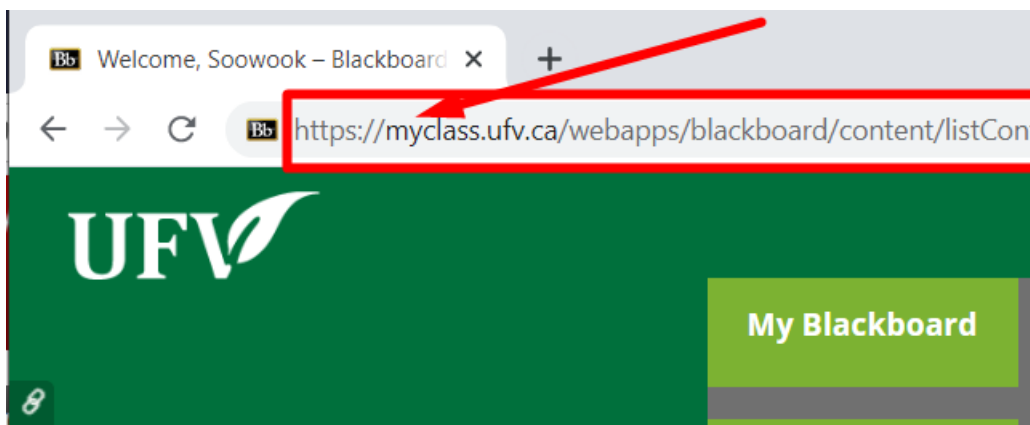 Bb Welcome, Soowook – Blackboard
Bb https://myclass.ufv.ca/webapps/blackboard/content/listCon
UFV
My Blackboard